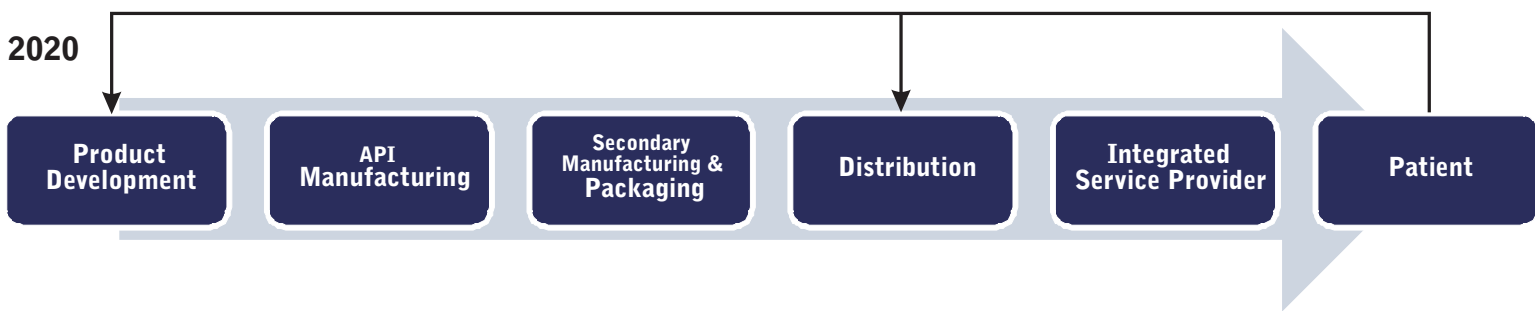 2020
Product
Development
API
Manufacturing
Secondary
Manufacturing &
Packaging
Distribution
Integrated
Service Provider
Patient